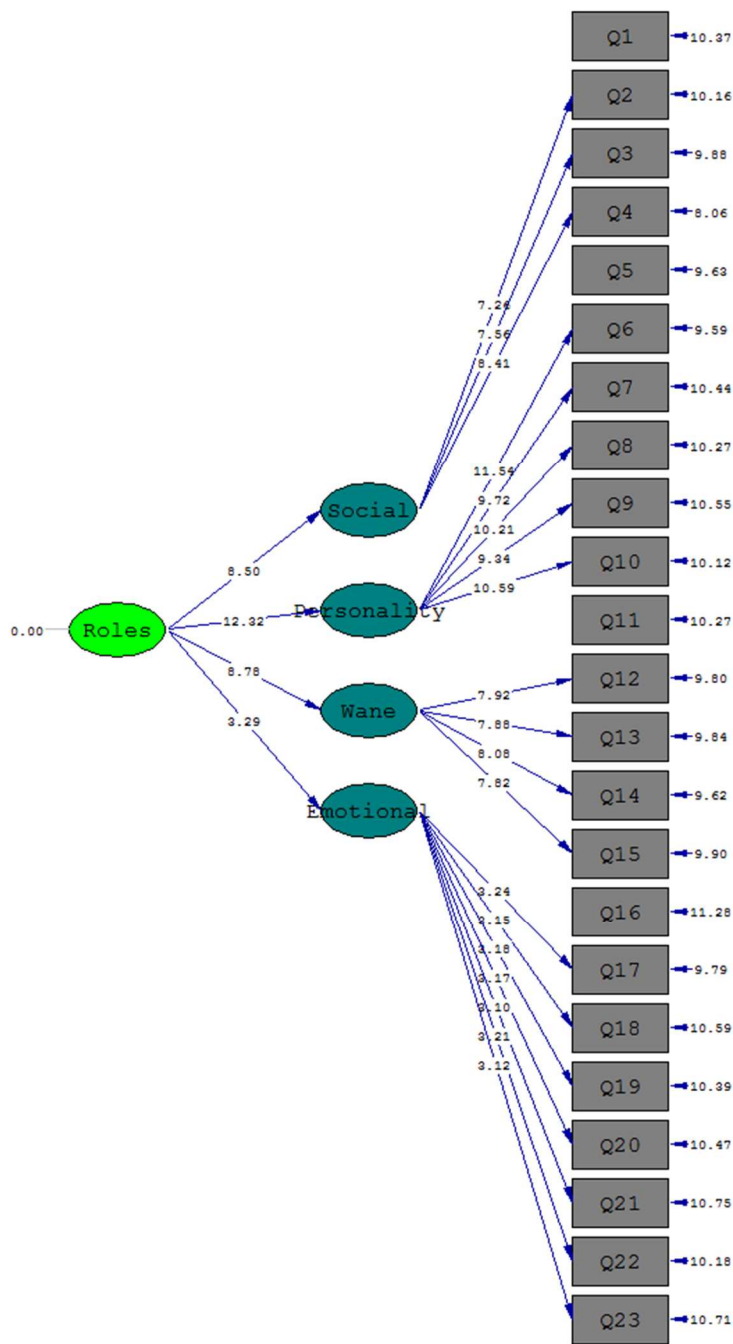 Q1 10.37
Q2 10.16
Q3 9.88
Q4 8.06
Q5 9.63
7.26
Q6 9.59
7.56
8.41
Q7 10.44
Q8 10.27
11.54
9.72
Q9 10.55
Social
10.21
9.34
Q10 10.12
8.50
10.59
Personality
12.32
Q11 10.27
0.00 Roles
8.78
Q12 9.80
7.92
Wane
3.29
7.88
Q13 9.84
8.08
7.82
Q14 9.62
Emotional
Q15 9.90
3.24
Q16 11.28
3.15
3.18
Q17 9.79
3.17
3.10
Q18 10.59
3.21
3.12
Q19 10.39
Q20 10.47
Q21 10.75
Q22 10.18
Q23 10.71